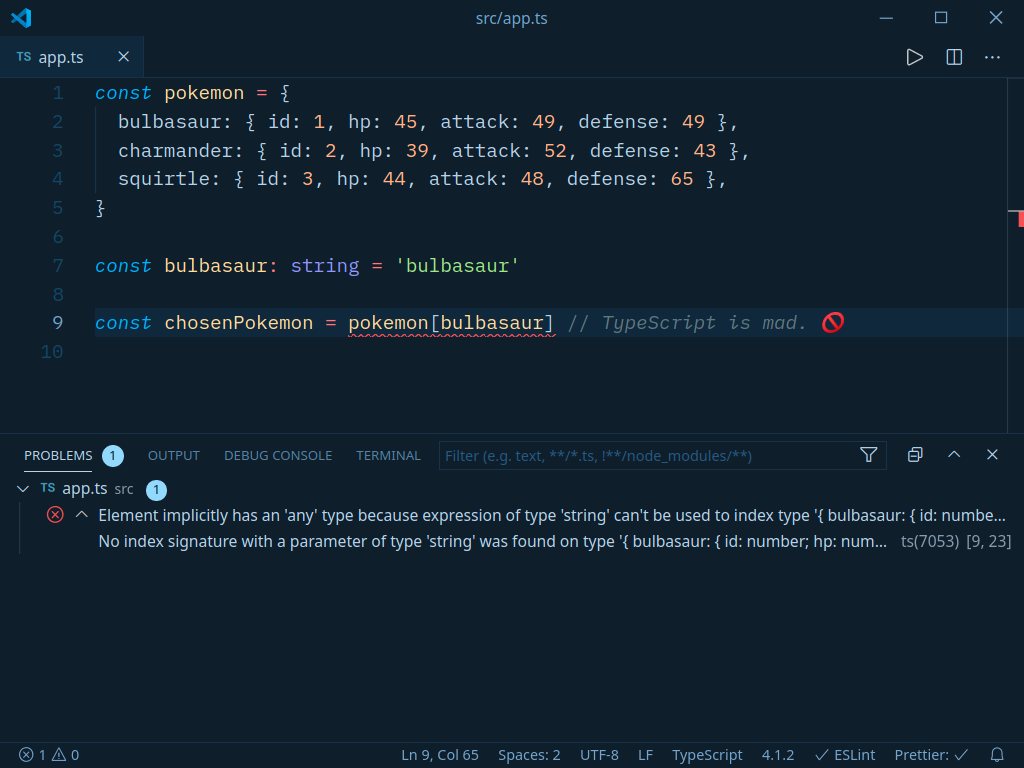 src/app.ts
TS app.ts
1 const pokemon = {
2 bulbasaur: { id: 1, hp: 45, attack: 49, defense: 49 },
3 charmander: { id: 2, hp: 39, attack: 52, defense: 43 },
4 squirtle: { id: 3, hp: 44, attack: 48, defense: 65 },
5 }
6
7 const bulbasaur: string = 'bulbasaur'
8
9 const chosenPokemon = pokemon[bulbasaur] // TypeScript is mad. 🚫
10
PROBLEMS 1 OUTPUT DEBUG CONSOLE TERMINAL Filter (e.g. text, **/*.ts, !**/node_modules/**)
TS app.ts src 1
Element implicitly has an 'any' type because expression of type 'string' can't be used to index type '{ bulbasaur: { id: numbe...
No index signature with a parameter of type 'string' was found on type '{ bulbasaur: { id: number; hp: num... ts(7053) [9, 23]
1 0 Ln 9, Col 65 Spaces: 2 UTF-8 LF TypeScript 4.1.2 ✓ ESLint Prettier: ✓